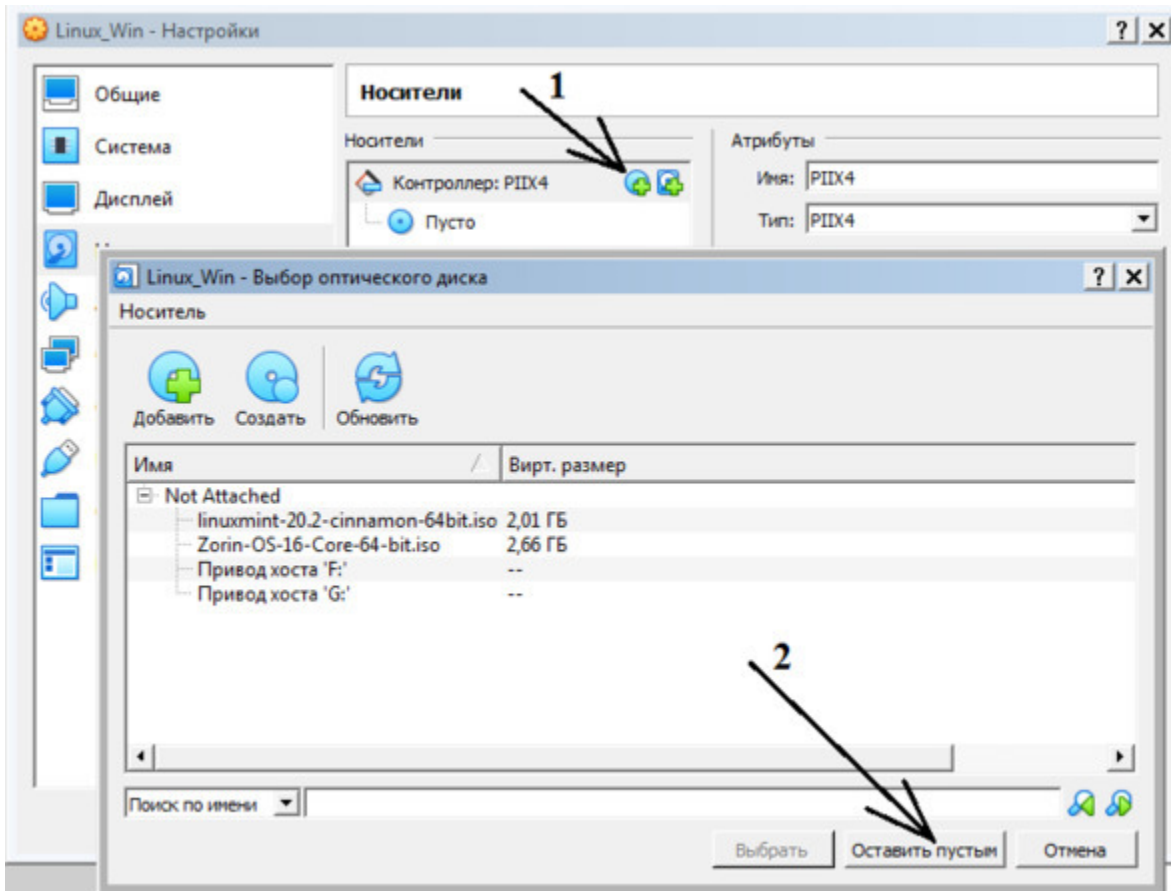 Linux_Win - Настройки
Общие
Система
Дисплей
Носители
1
Носители
Атрибуты
Контроллер: PIIX4
Имя: PIIX4
Пусто
Тип: PIIX4
Linux_Win - Выбор оптического диска
Носитель
Добавить Создать Обновить
Имя Вирт. размер
Not Attached
linuxmint-20.2-cinnamon-64bit.iso 2,01 ГБ
Zorin-OS-16-Core-64-bit.iso 2,66 ГБ
Привод хоста 'F:' --
Привод хоста 'G:' --
2
Поиск по имени
Выбрать Оставить пустым Отмена